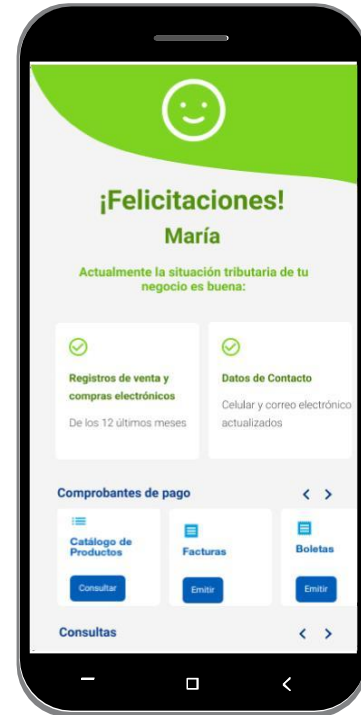 ¡Felicitaciones!
María
Actualmente la situación tributaria de tu
negocio es buena:
Registros de venta y
compras electrónicos
De los 12 últimos meses
Datos de Contacto
Celular y correo electrónico
actualizados
Comprobantes de pago
Catálogo de
Productos
Consultar
Facturas
Emitir
Boletas
Emitir
Consultas